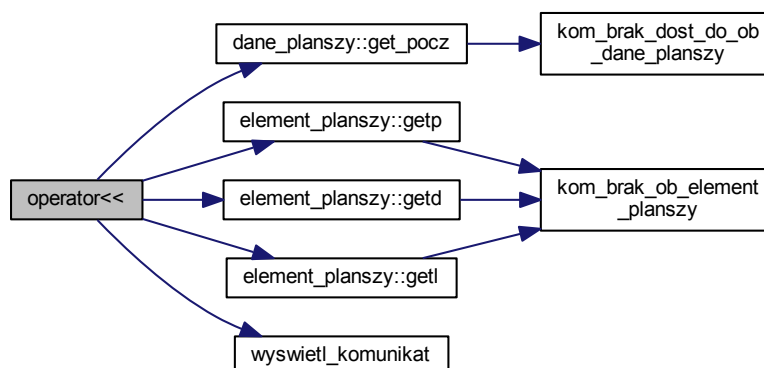 dane_planszy::get_pocz
kom_brak_dost_do_ob
_dane_planszy
element_planszy::getp
operator<<
element_planszy::getd
kom_brak_ob_element
_planszy
element_planszy::getl
wyswietl_komunikat